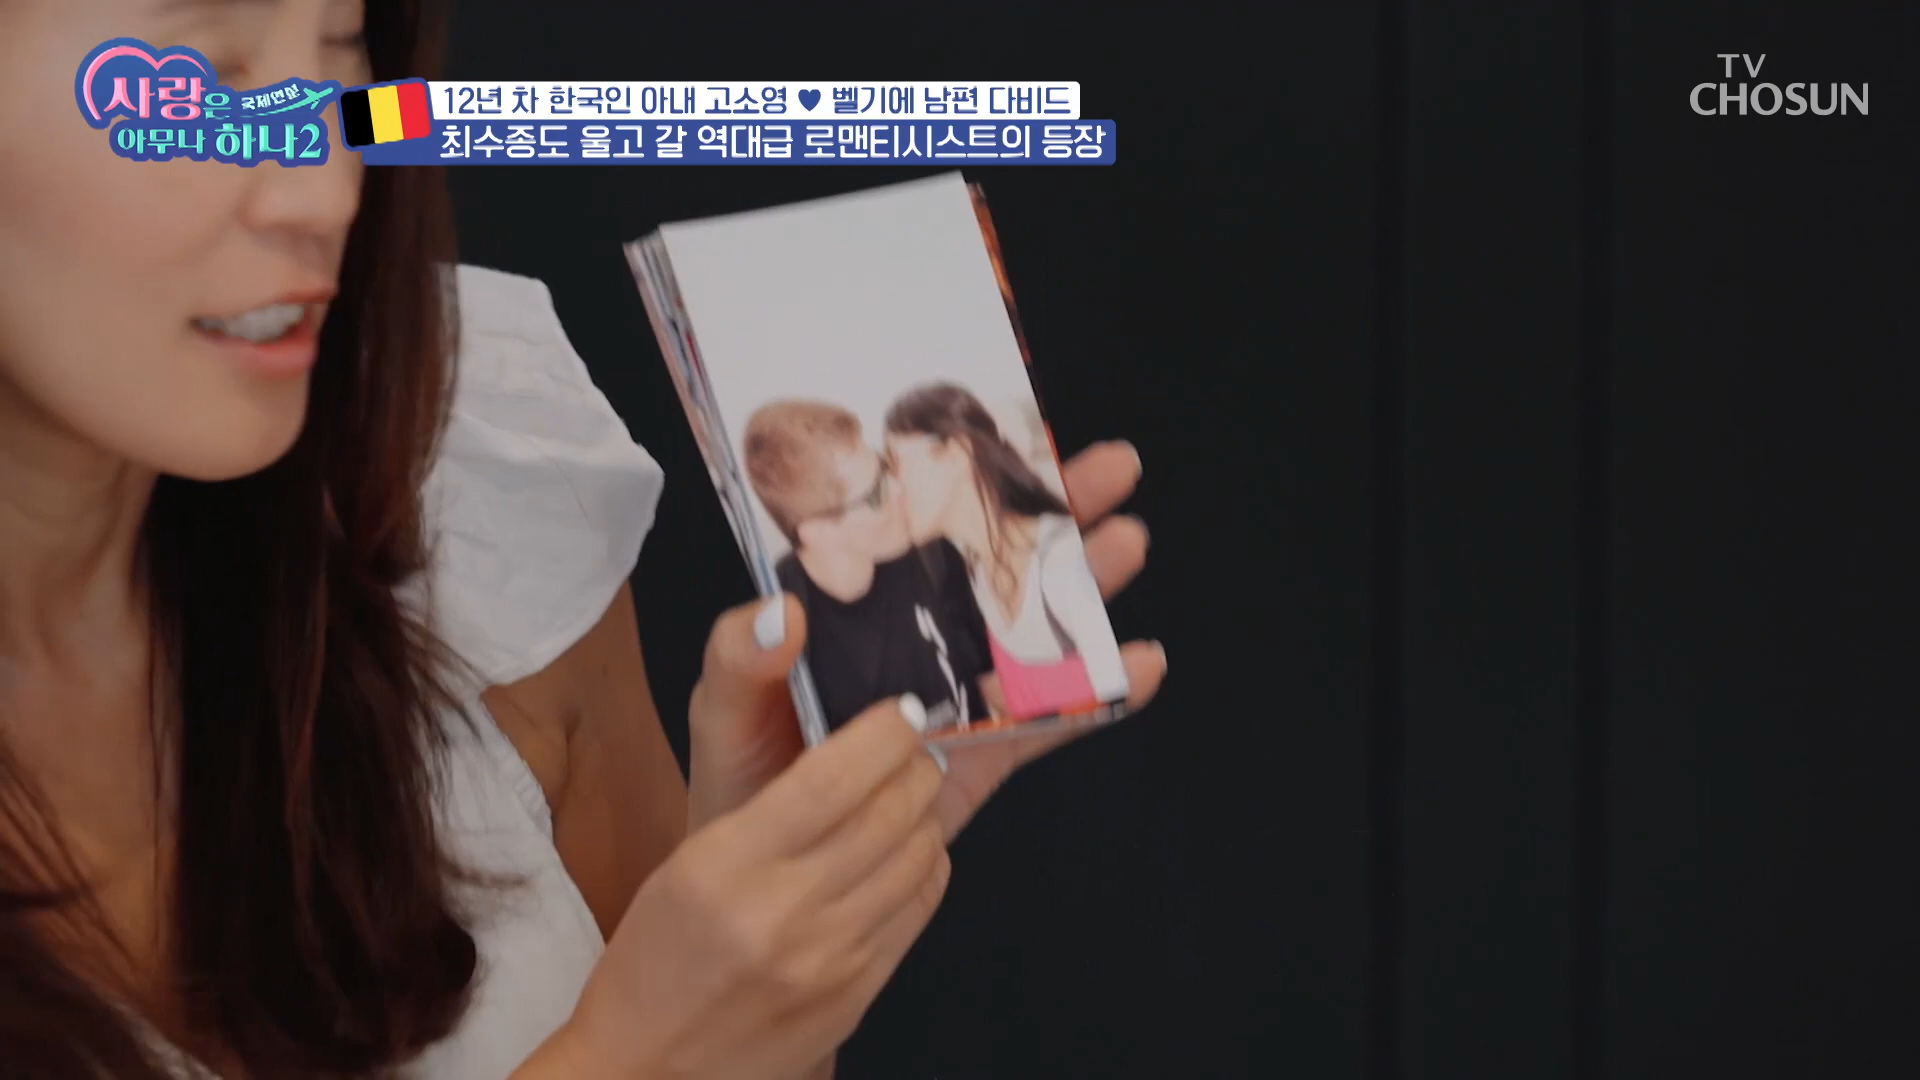 사랑은 국제연분
아무나 하나2
12년 차 한국인 아내 고소영 ♥ 벨기에 남편 다비드
최수종도 울고 갈 역대급 로맨티시스트의 등장
TV
CHOSUN